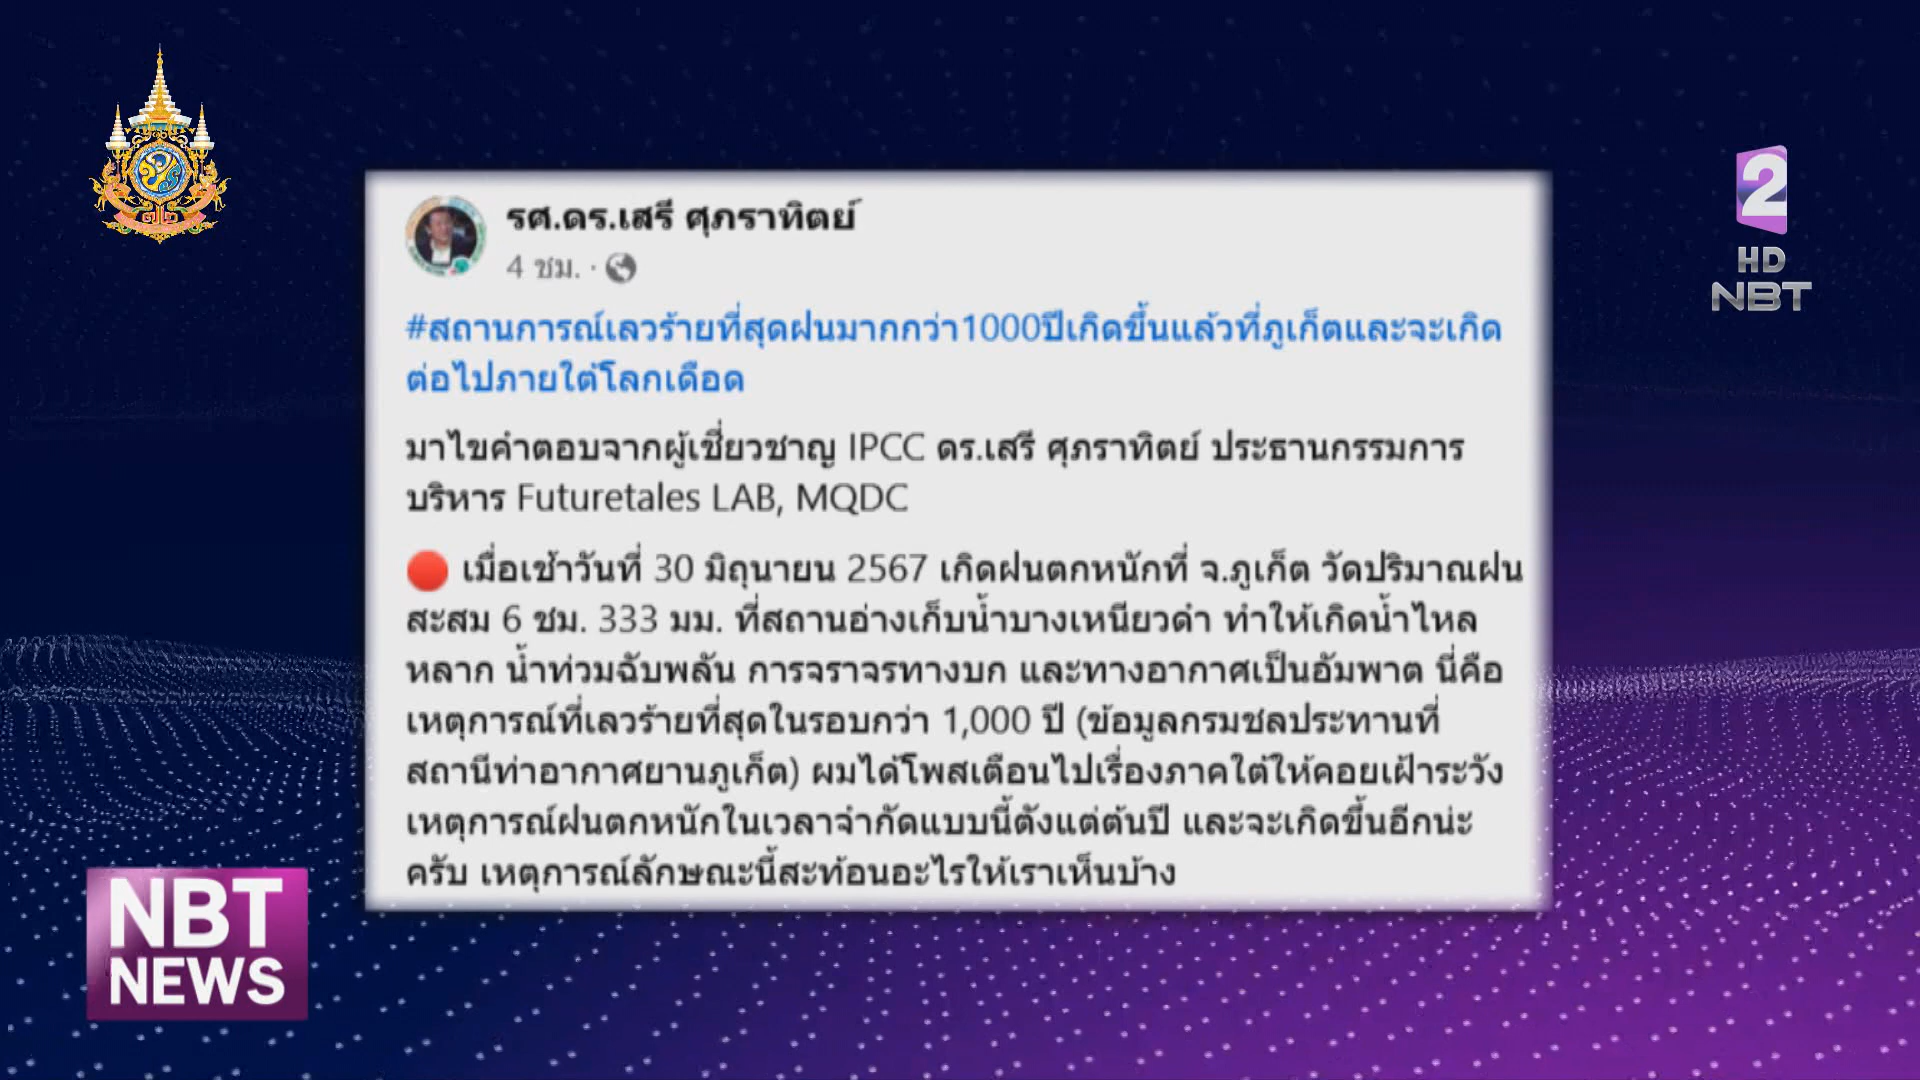 รศ.ดร.เสรี ศุภราทิตย์
4 ชม. ·
#สถานการณ์เลวร้ายที่สุดฝนมากกว่า1000ปีเกิดขึ้นแล้วที่ภูเก็ตและจะเกิด
ต่อไปภายใต้โลกเดือด
มาไขคำตอบจากผู้เชี่ยวชาญ IPCC ดร.เสรี ศุภราทิตย์ ประธานกรรมการ
บริหาร Futuretales LAB, MQDC
เมื่อเช้าวันที่ 30 มิถุนายน 2567 เกิดฝนตกหนักที่ จ.ภูเก็ต วัดปริมาณฝน
สะสม 6 ชม. 333 มม. ที่สถานอ่างเก็บน้ำบางเหนียวดำ ทำให้เกิดน้ำไหล
หลาก น้ำท่วมฉับพลัน การจราจรทางบก และทางอากาศเป็นอัมพาต นี่คือ
เหตุการณ์ที่เลวร้ายที่สุดในรอบกว่า 1,000 ปี (ข้อมูลกรมชลประทานที่
สถานีท่าอากาศยานภูเก็ต) ผมได้โพสเตือนไปเรื่องภาคใต้ให้คอยเฝ้าระวัง
เหตุการณ์ฝนตกหนักในเวลาจำกัดแบบนี้ตังแต่ต้นปี และจะเกิดขึ้นอีกน่ะ
ครับ เหตุการณ์ลักษณะนี้สะท้อนอะไรให้เราเห็นบ้าง
2
HD
NBT
๗๒
NBT
NEWS